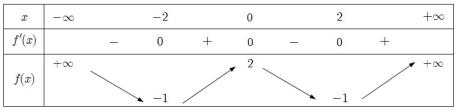 x −∞ −2 0 2 +∞
f′(x) − 0 + 0 − 0 +
+∞ 2 +∞
f(x)
−1 −1